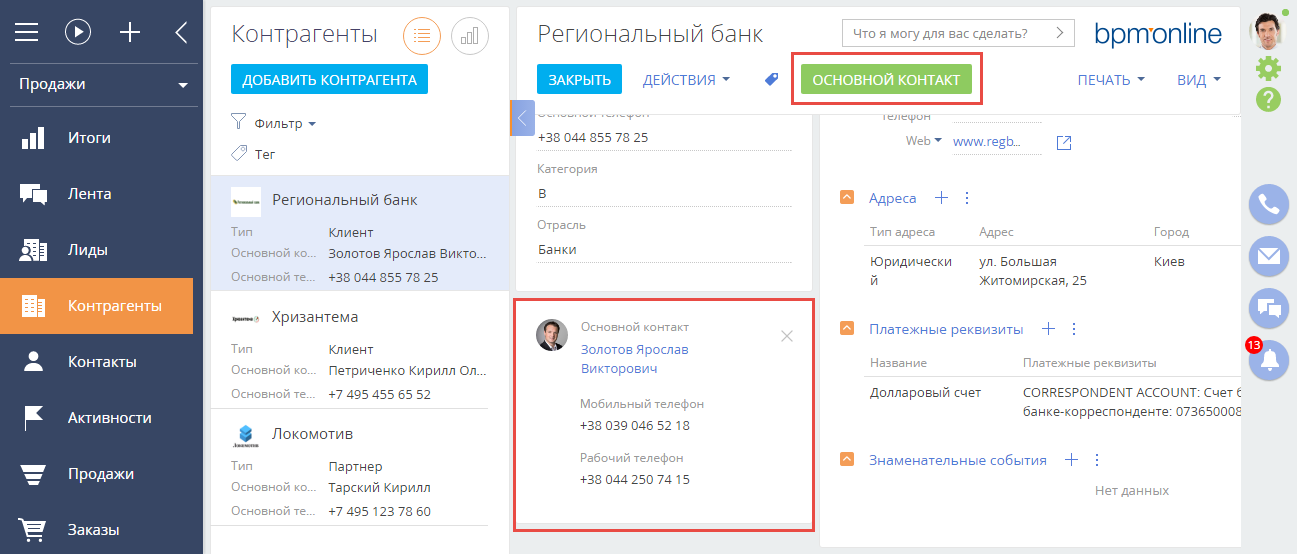 Продажи
Итоги
Лента
Лиды
Контрагенты
Контакты
Активности
Продажи
Заказы
Контрагенты
ДОБАВИТЬ КОНТРАГЕНТА
Фильтр
Тег
Региональный банк
Тип Клиент
Основной ко... Золотов Ярослав Викто...
Основной те... +38 044 855 78 25
Хризантема
Хризантема
Тип Клиент
Основной ко... Петриченко Кирилл Ол...
Основной те... +7 495 455 65 52
Локомотив
Тип Партнер
Основной ко... Тарский Кирилл
Основной те... +7 495 123 78 60
Региональный банк
Что я могу для вас сделать?
bpmonline
ЗАКРЫТЬ
ДЕЙСТВИЯ
ОСНОВНОЙ КОНТАКТ
ПЕЧАТЬ
ВИД
Основной телефон
+38 044 855 78 25
Категория
B
Отрасль
Банки
Основной контакт
Золотов Ярослав
Викторович
Мобильный телефон
+38 039 046 52 18
Рабочий телефон
+38 044 250 74 15
Телефон
Web www.regb...
Адреса
Тип адреса Адрес Город
Юридически
й
ул. Большая
Житомирская, 25
Киев
Платежные реквизиты
Название Платежные реквизиты
Долларовый счет
CORRESPONDENT ACCOUNT: Счет б
банке-корреспонденте: 073650008
Знаменательные события
Нет данных
13